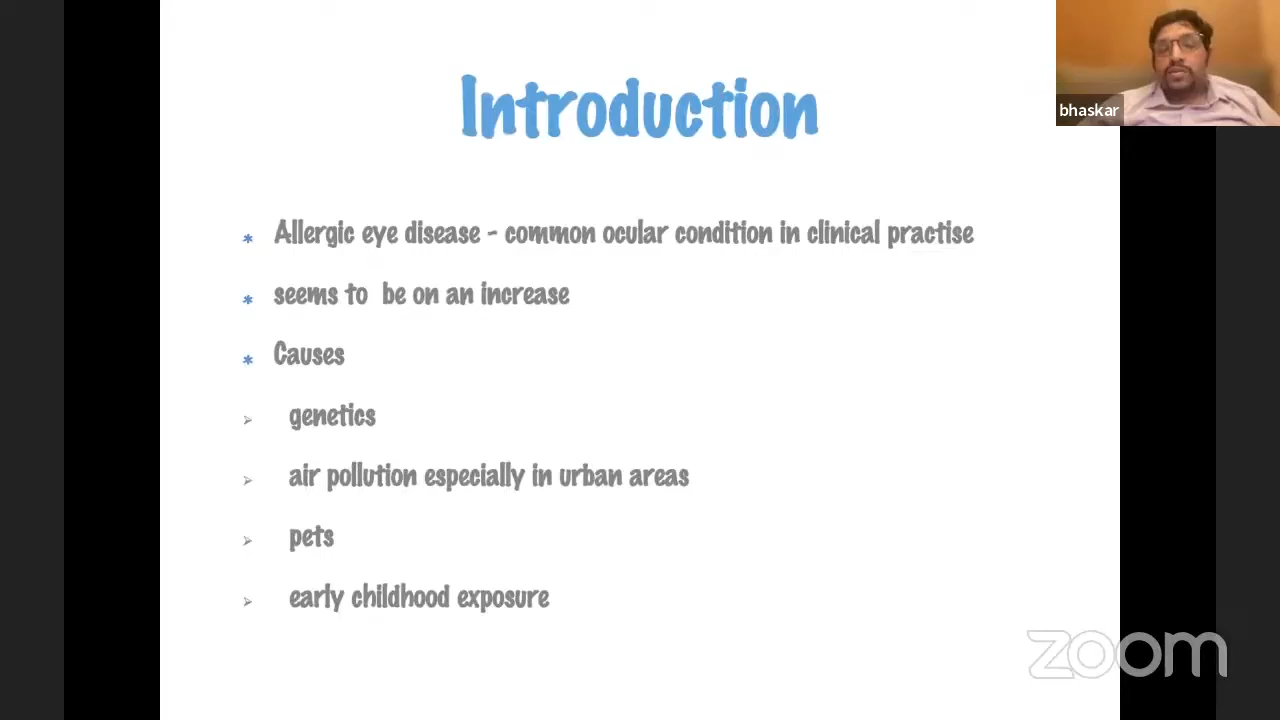 Introduction
bhaskar
Allergic eye disease - common ocular condition in clinical practise
seems to be on an increase
Causes
genetics
air pollution especially in urban areas
pets
early childhood exposure
zoom